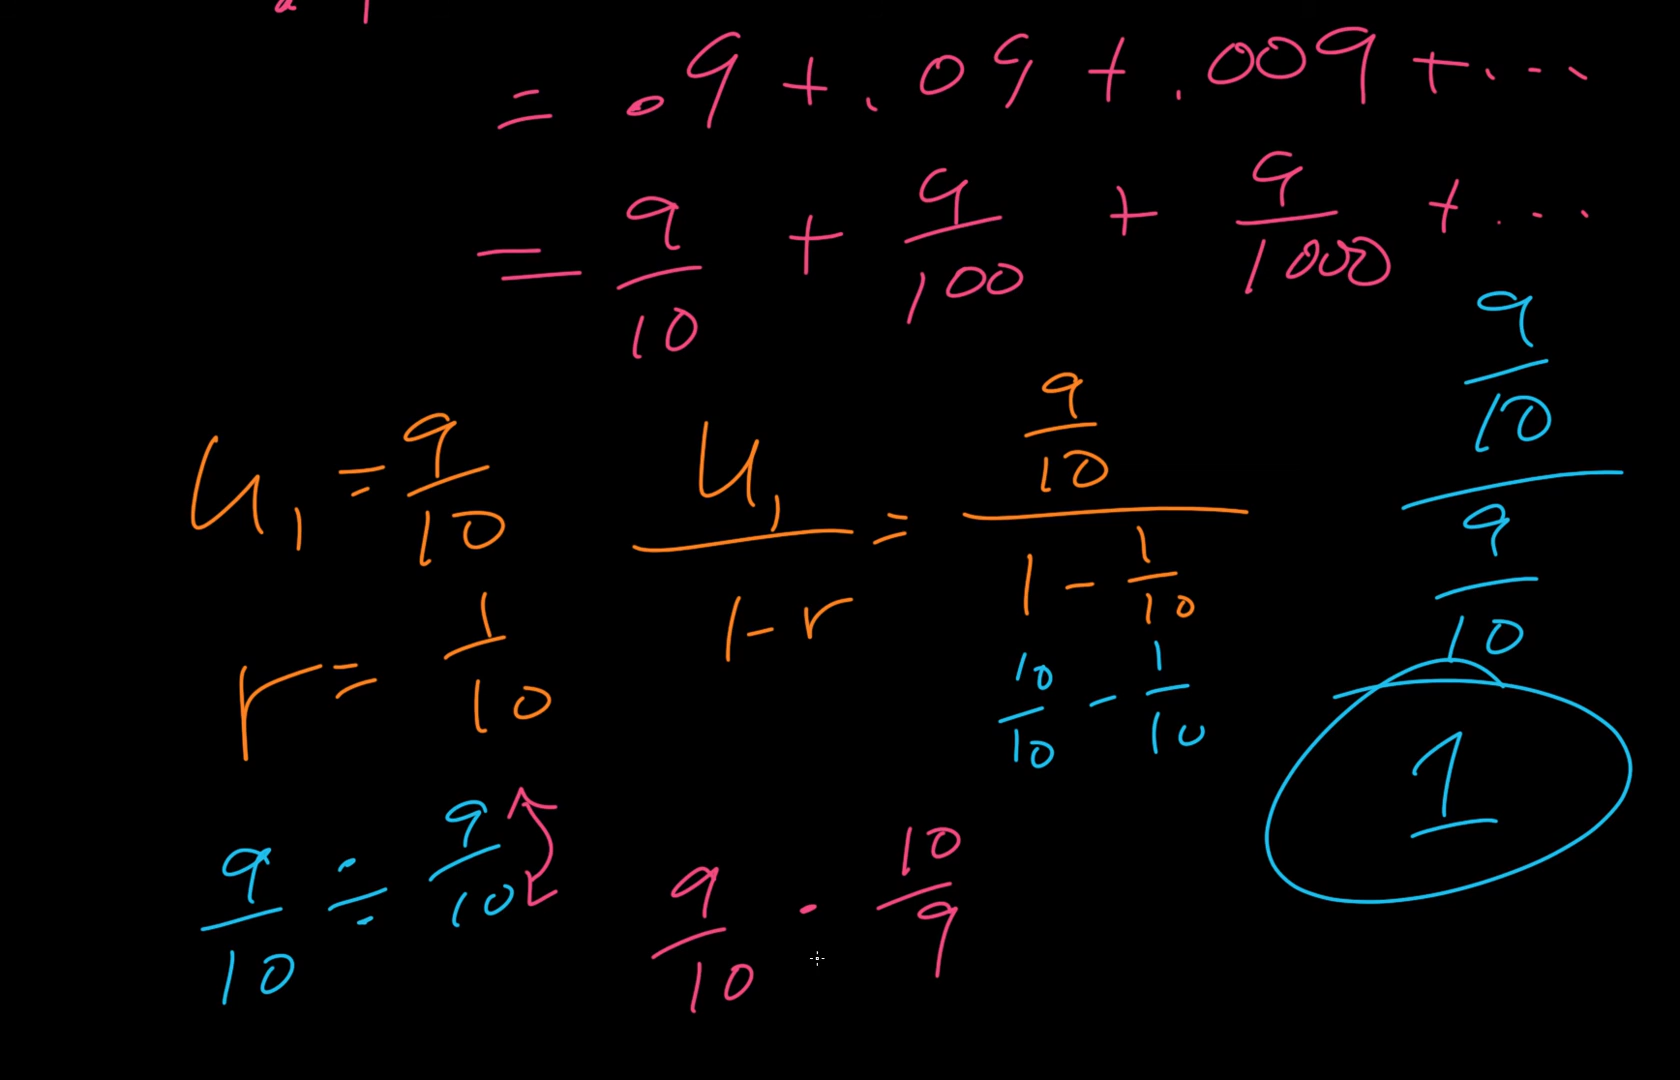 = .9 + .09 + .009 + ...
= 9/10 + 9/100 + 9/1000 + ...
u₁ = 9/10
r = 1/10
u₁/(1-r) = (9/10)/(1 - 1/10)
10/10 - 1/10
(9/10)/(9/10)
1
9/10 ÷ 9/10
9/10 · 10/9